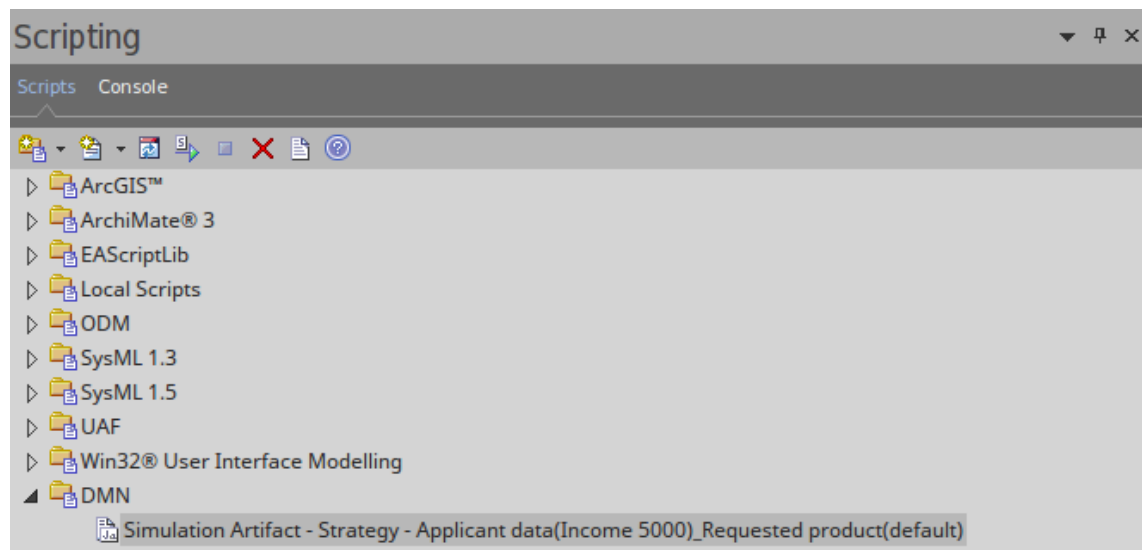 Scripting
Scripts Console
ArcGIS™
ArchiMate® 3
EAScriptLib
Local Scripts
ODM
SysML 1.3
SysML 1.5
UAF
Win32® User Interface Modelling
DMN
Simulation Artifact - Strategy - Applicant data(Income 5000)_Requested product(default)